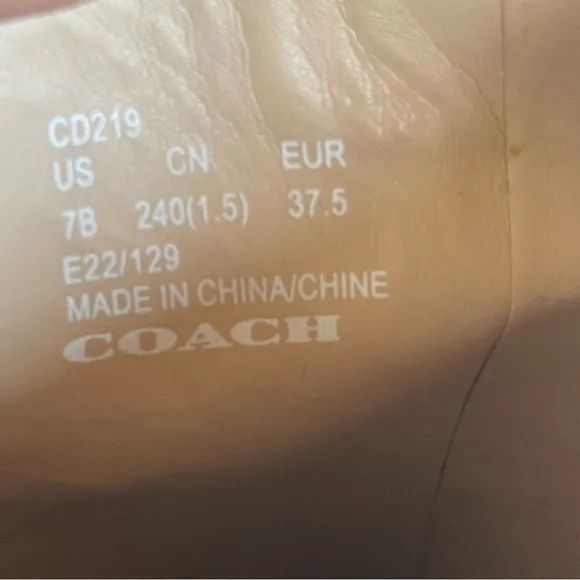 CD219
US CN EUR
7B 240(1.5) 37.5
E22/129
MADE IN CHINA/CHINE
COACH